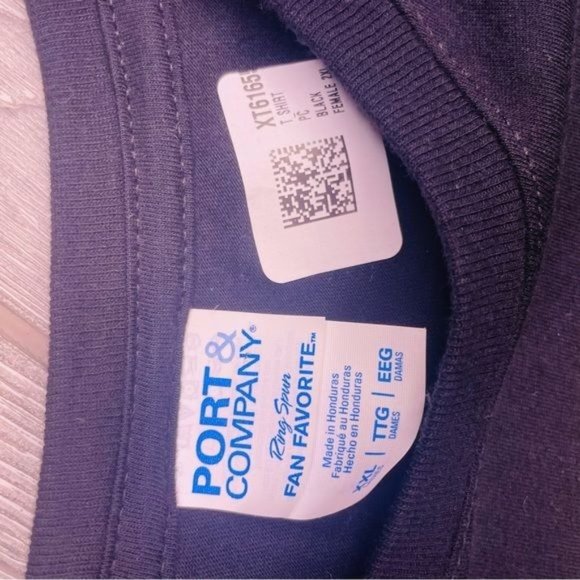 XT6165
T SHIRT
PC
BLACK
FEMALE
PORT &
COMPANY®
Ring Spun
FAN FAVORITE™
Made in Honduras
Fabriqué au Honduras
Hecho en Honduras
XXL | TTG | EEG
DAMES DAMAS